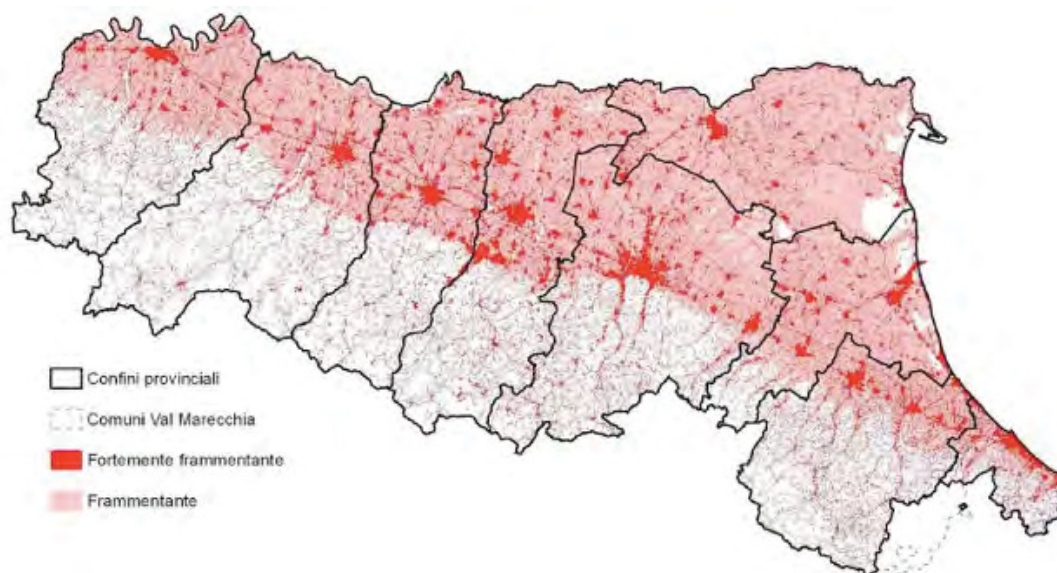 Confini provinciali
Comuni Val Marecchia
Fortemente frammentante
Frammentante